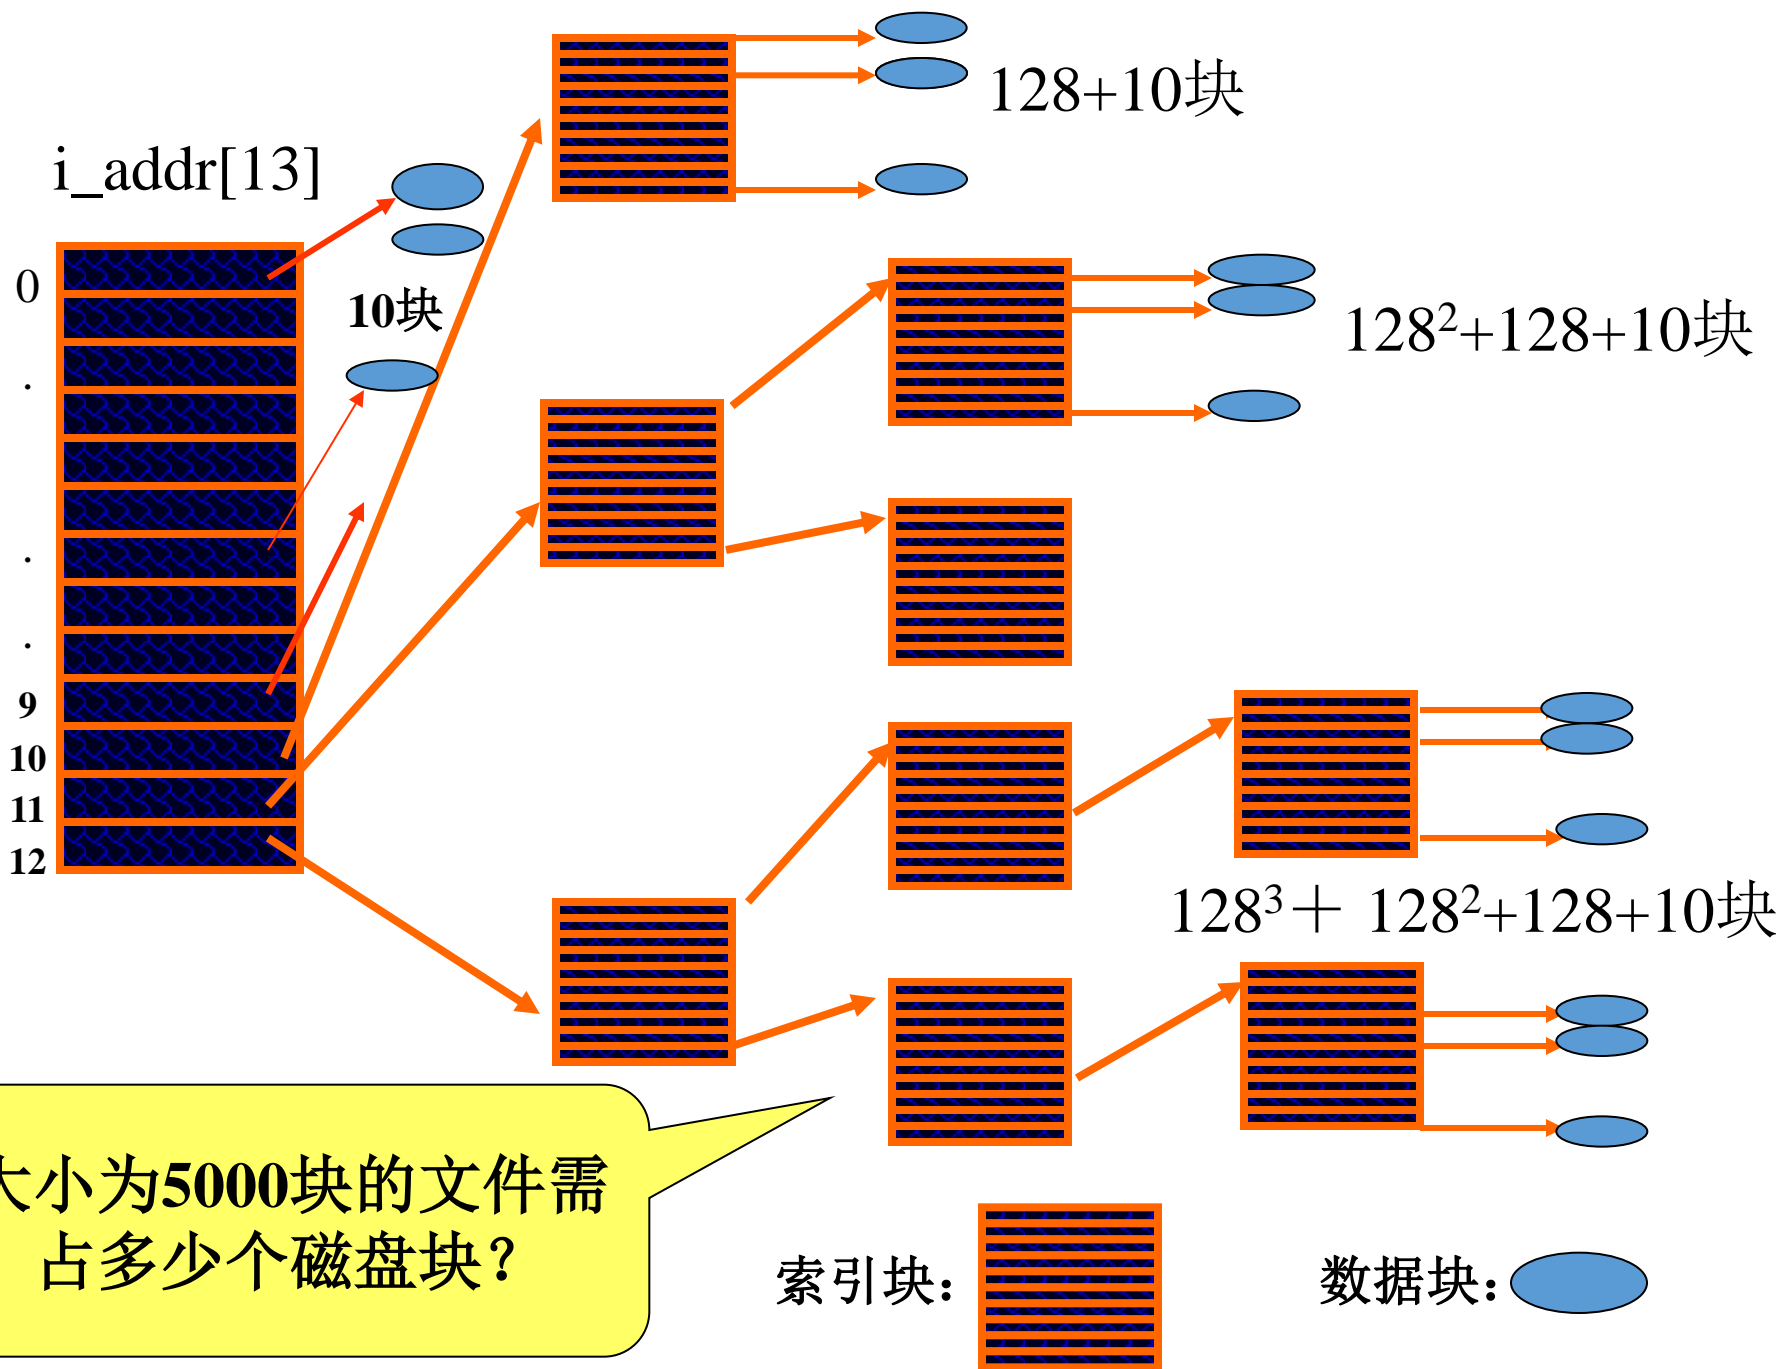 128+10块
i_addr[13]
0
10块
128²+128+10块
.
.
.
9
10
11
12
128³＋ 128²+128+10块
大小为5000块的文件需
占多少个磁盘块？
索引块：
数据块：